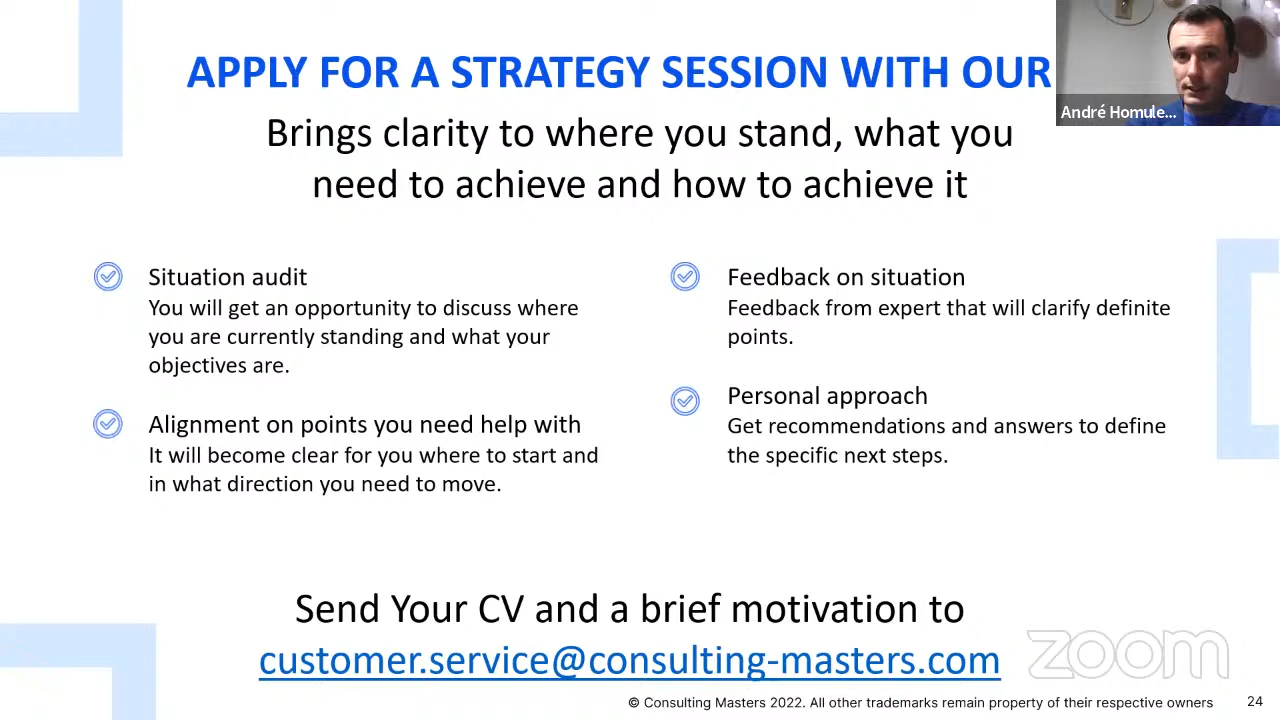 APPLY FOR A STRATEGY SESSION WITH OUR
André Homule...
Brings clarity to where you stand, what you
need to achieve and how to achieve it
Situation audit
You will get an opportunity to discuss where
you are currently standing and what your
objectives are.
Alignment on points you need help with
It will become clear for you where to start and
in what direction you need to move.
Feedback on situation
Feedback from expert that will clarify definite
points.
Personal approach
Get recommendations and answers to define
the specific next steps.
Send Your CV and a brief motivation to
customer.service@consulting-masters.com
zoom
© Consulting Masters 2022. All other trademarks remain property of their respective owners
24